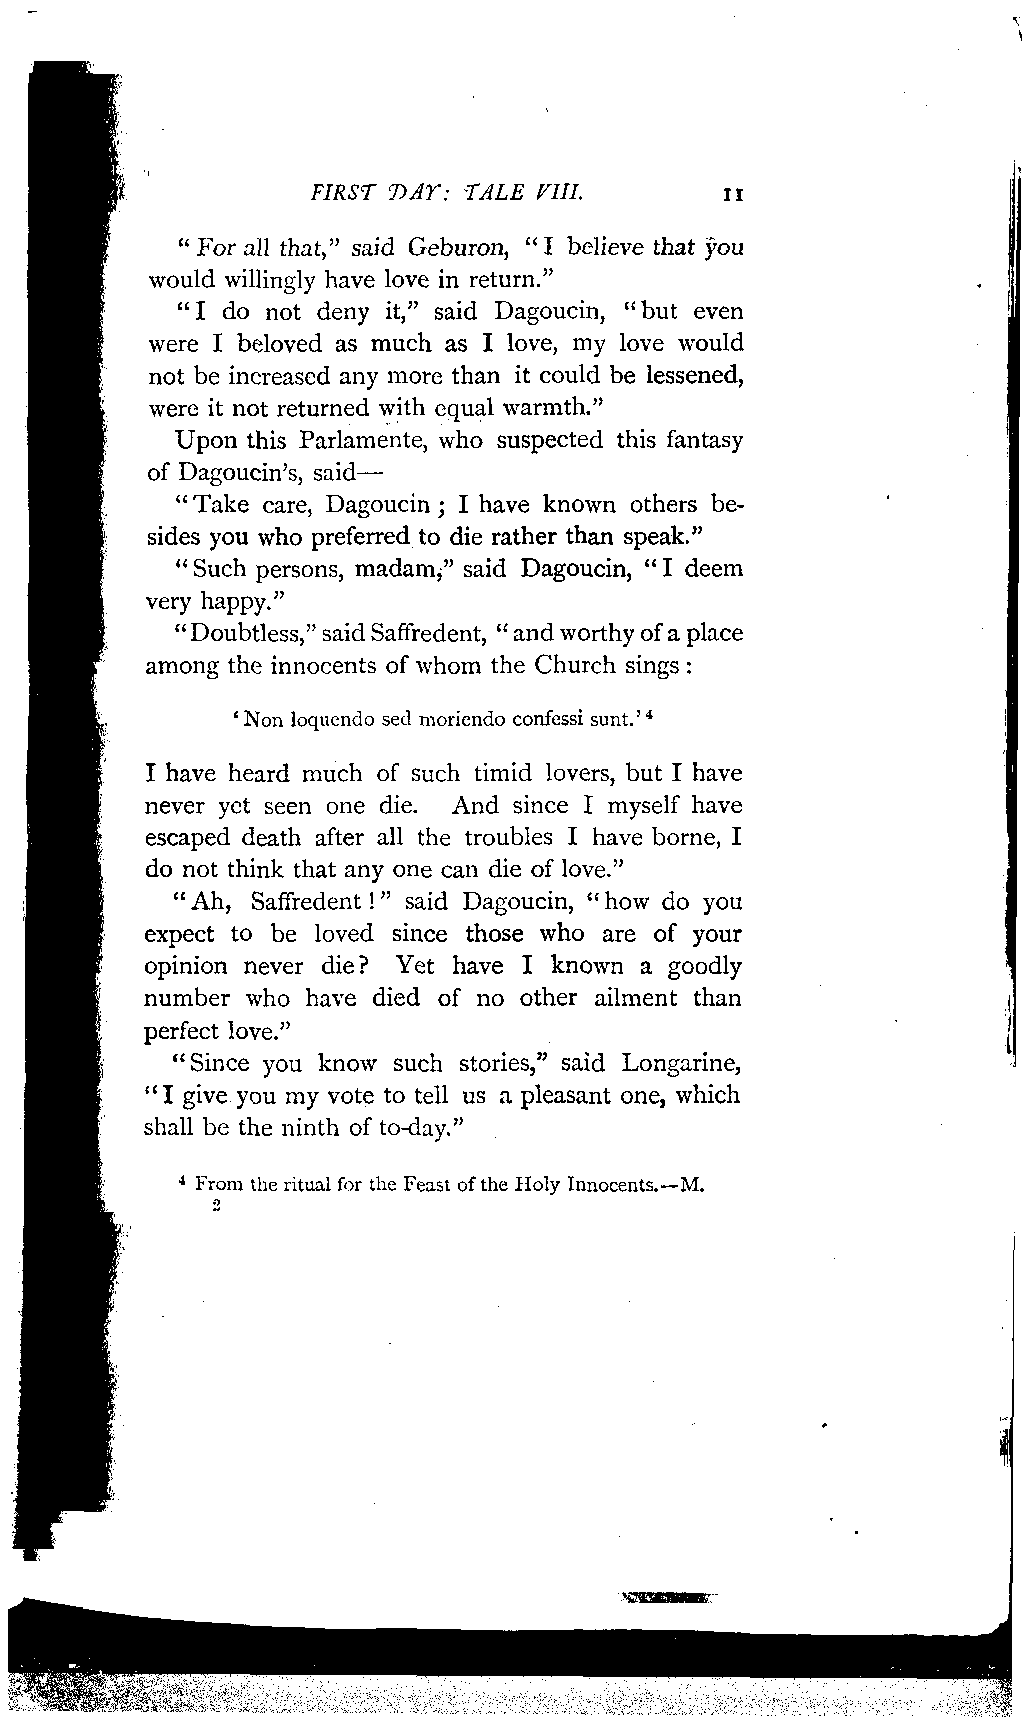 FIRST DAY: TALE VIII. 11
“For all that,” said Geburon, “I believe that you
would willingly have love in return.”
“I do not deny it,” said Dagoucin, “but even
were I beloved as much as I love, my love would
not be increased any more than it could be lessened,
were it not returned with equal warmth.”
Upon this Parlamente, who suspected this fantasy
of Dagoucin's, said—
“Take care, Dagoucin; I have known others be-
sides you who preferred to die rather than speak.”
“Such persons, madam,” said Dagoucin, “I deem
very happy.”
“Doubtless,” said Saffredent, “and worthy of a place
among the innocents of whom the Church sings:
‘Non loquendo sed moriendo confessi sunt.’ 4
I have heard much of such timid lovers, but I have
never yet seen one die. And since I myself have
escaped death after all the troubles I have borne, I
do not think that any one can die of love.”
“Ah, Saffredent!” said Dagoucin, “how do you
expect to be loved since those who are of your
opinion never die? Yet have I known a goodly
number who have died of no other ailment than
perfect love.”
“Since you know such stories,” said Longarine,
“I give you my vote to tell us a pleasant one, which
shall be the ninth of to-day.”
4 From the ritual for the Feast of the Holy Innocents.—M.
2